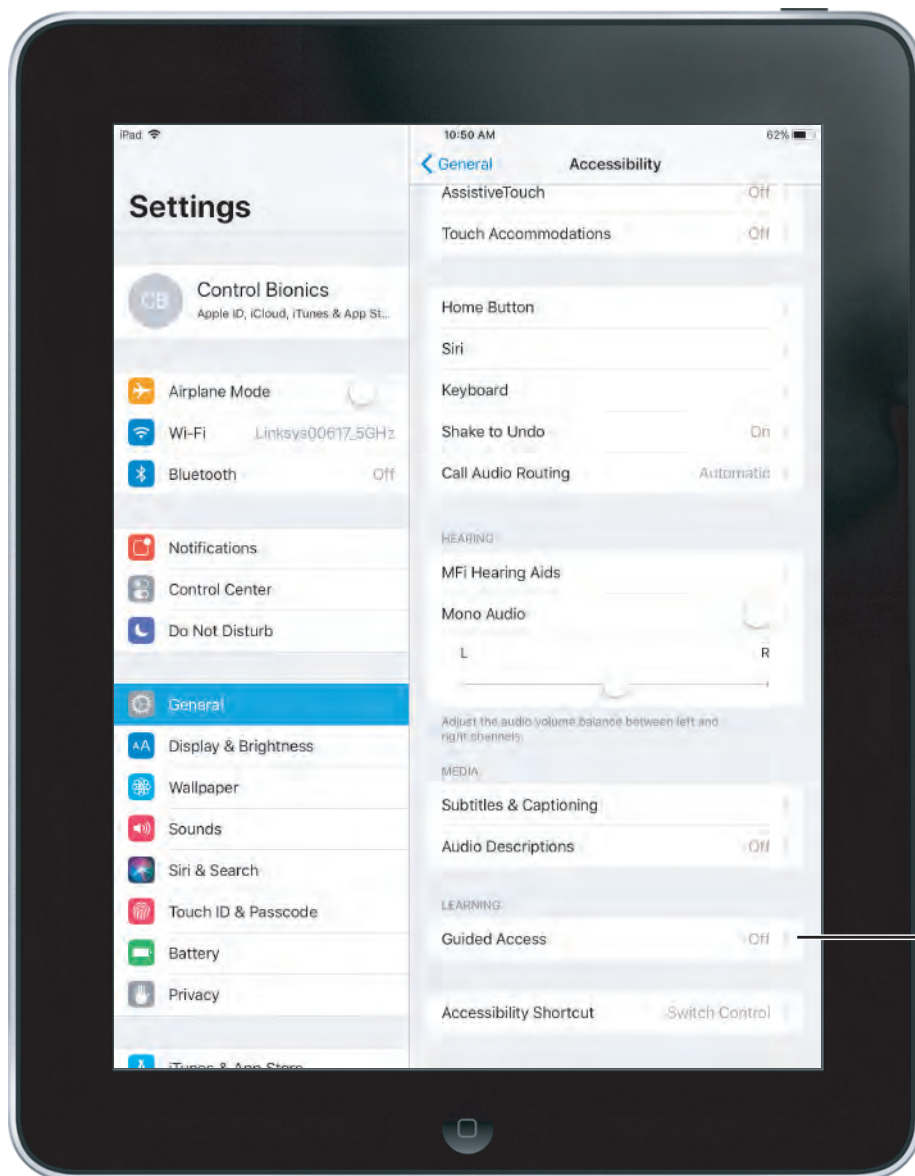 iPad
10:50 AM
62%
Settings
CB
Control Bionics
Apple ID, iCloud, iTunes & App St...
Airplane Mode
Wi-Fi Linksys00617_5GHz
Bluetooth Off
Notifications
Control Center
Do Not Disturb
General
Display & Brightness
Wallpaper
Sounds
Siri & Search
Touch ID & Passcode
Battery
Privacy
iTunes & App Store
General
Accessibility
AssistiveTouch Off
Touch Accommodations Off
Home Button
Siri
Keyboard
Shake to Undo On
Call Audio Routing Automatic
HEARING
MFi Hearing Aids
Mono Audio
L R
Adjust the audio volume balance between left and
right channels.
MEDIA
Subtitles & Captioning
Audio Descriptions Off
LEARNING
Guided Access Off
Accessibility Shortcut Switch Control